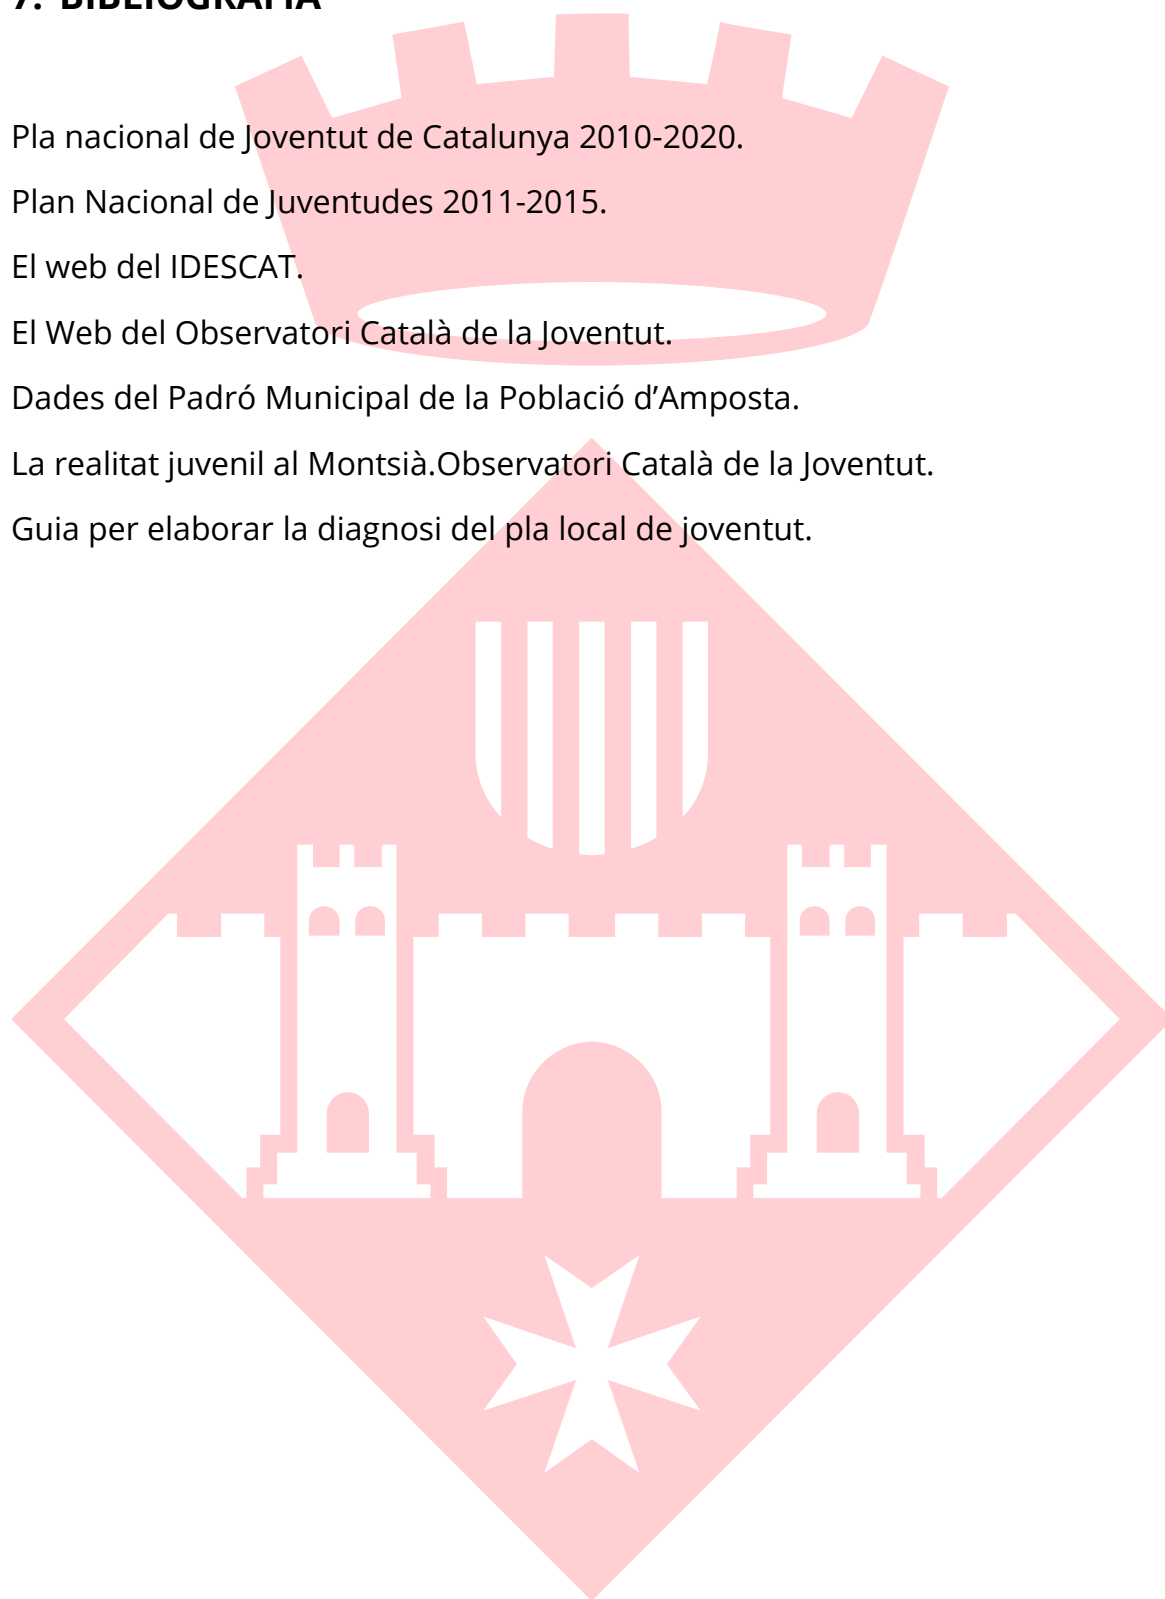 7. BIBLIOGRAFIA
Pla nacional de Joventut de Catalunya 2010-2020.
Plan Nacional de Juventudes 2011-2015.
El web del IDESCAT.
El Web del Observatori Català de la Joventut.
Dades del Padró Municipal de la Població d’Amposta.
La realitat juvenil al Montsià.Observatori Català de la Joventut.
Guia per elaborar la diagnosi del pla local de joventut.